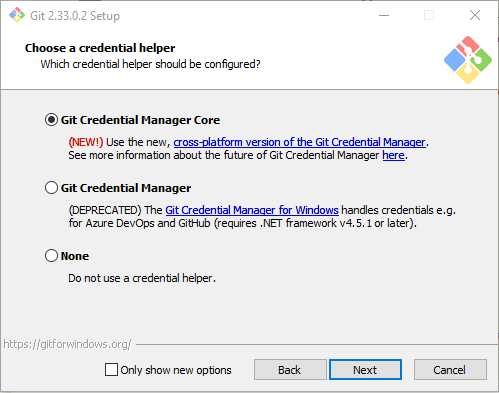 Git 2.33.0.2 Setup
Choose a credential helper
Which credential helper should be configured?
Git Credential Manager Core
(NEW!) Use the new, cross-platform version of the Git Credential Manager.
See more information about the future of Git Credential Manager here.
Git Credential Manager
(DEPRECATED) The Git Credential Manager for Windows handles credentials e.g.
for Azure DevOps and GitHub (requires .NET framework v4.5.1 or later).
None
Do not use a credential helper.
https://gitforwindows.org/
Only show new options
Back
Next
Cancel